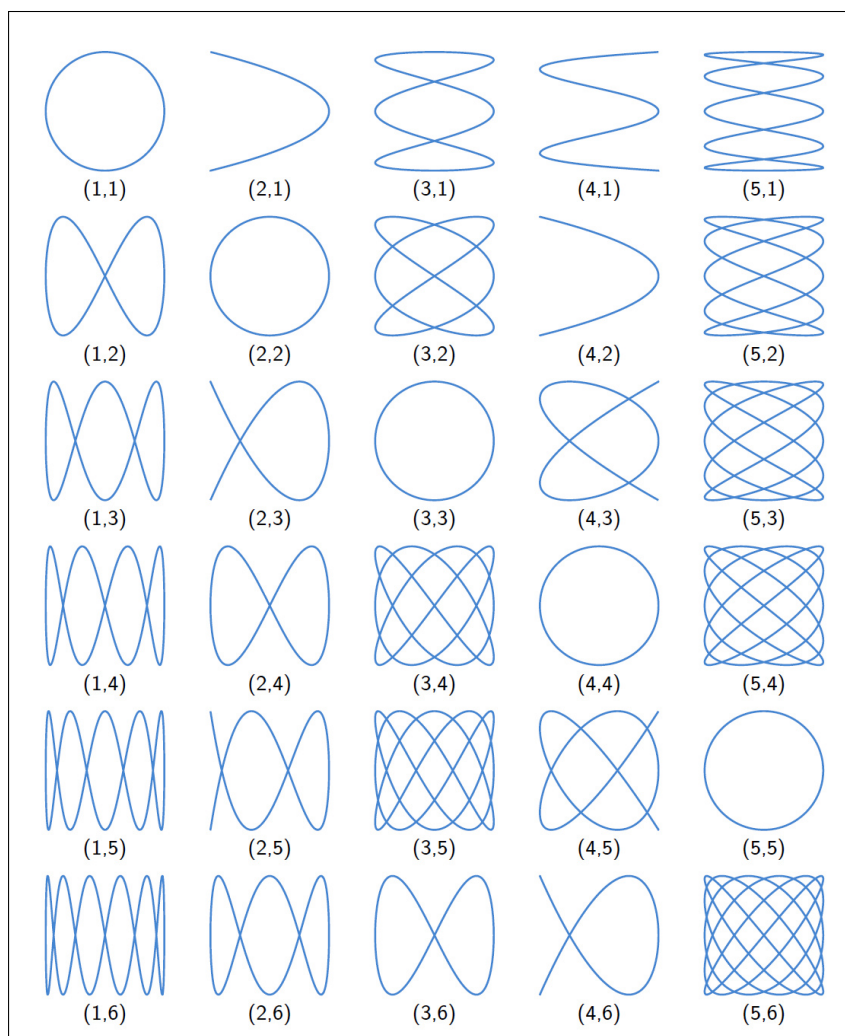 (1,1) (2,1) (3,1) (4,1) (5,1)
(1,2) (2,2) (3,2) (4,2) (5,2)
(1,3) (2,3) (3,3) (4,3) (5,3)
(1,4) (2,4) (3,4) (4,4) (5,4)
(1,5) (2,5) (3,5) (4,5) (5,5)
(1,6) (2,6) (3,6) (4,6) (5,6)